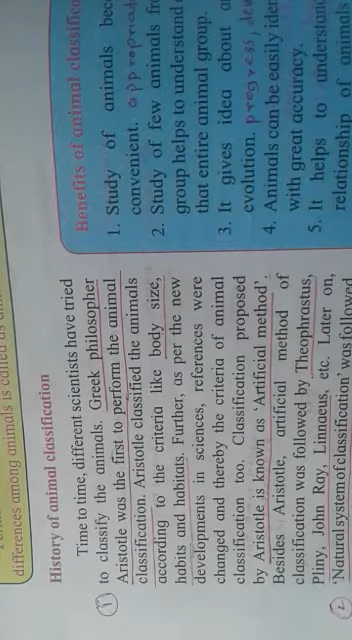 differences among animals is called as
History of animal classification
Time to time, different scientists have tried
① to classify the animals. Greek philosopher
Aristotle was the first to perform the animal
classification. Aristotle classified the animals
according to the criteria like body size,
habits and habitats. Further, as per the new
developments in sciences, references were
changed and thereby the criteria of animal
classification too. Classification proposed
by Aristotle is known as 'Artificial method'.
Besides Aristotle, artificial method of
classification was followed by Theophrastus,
Pliny, John Ray, Linnaeus, etc. Later on,
② 'Natural system of classification' was followed
Benefits of animal
1. Study of animals
convenient. appropriate
2. Study of few animals
group helps to understand
that entire animal group.
3. It gives idea about
evolution. progress,
4. Animals can be easily
with great accuracy.
5. It helps to understand
relationship of animals